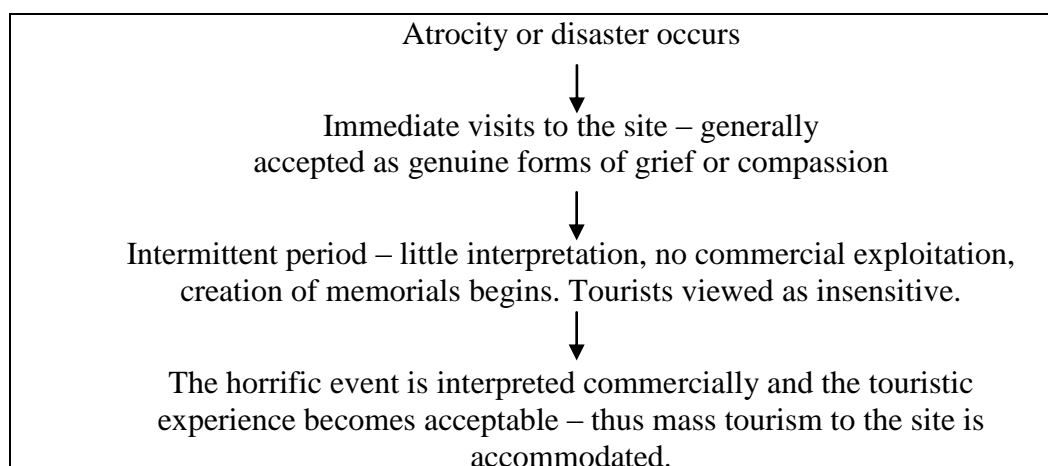 Atrocity or disaster occurs
Immediate visits to the site – generally
accepted as genuine forms of grief or compassion
Intermittent period – little interpretation, no commercial exploitation,
creation of memorials begins. Tourists viewed as insensitive.
The horrific event is interpreted commercially and the touristic
experience becomes acceptable – thus mass tourism to the site is
accommodated.